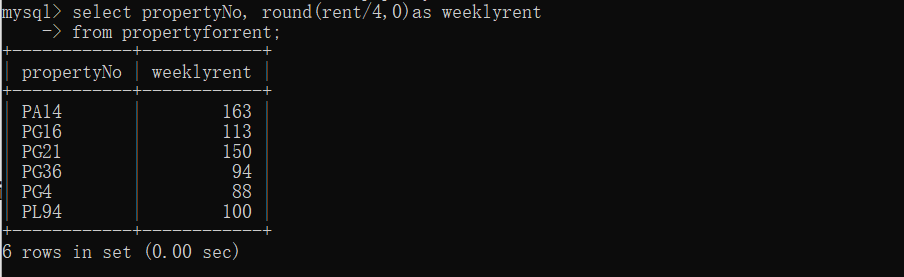 mysql> select propertyNo, round(rent/4,0)as weeklyrent
    -> from propertyforrent;
+------------+------------+
| propertyNo | weeklyrent |
+------------+------------+
| PA14       |        163 |
| PG16       |        113 |
| PG21       |        150 |
| PG36       |         94 |
| PG4        |         88 |
| PL94       |        100 |
+------------+------------+
6 rows in set (0.00 sec)